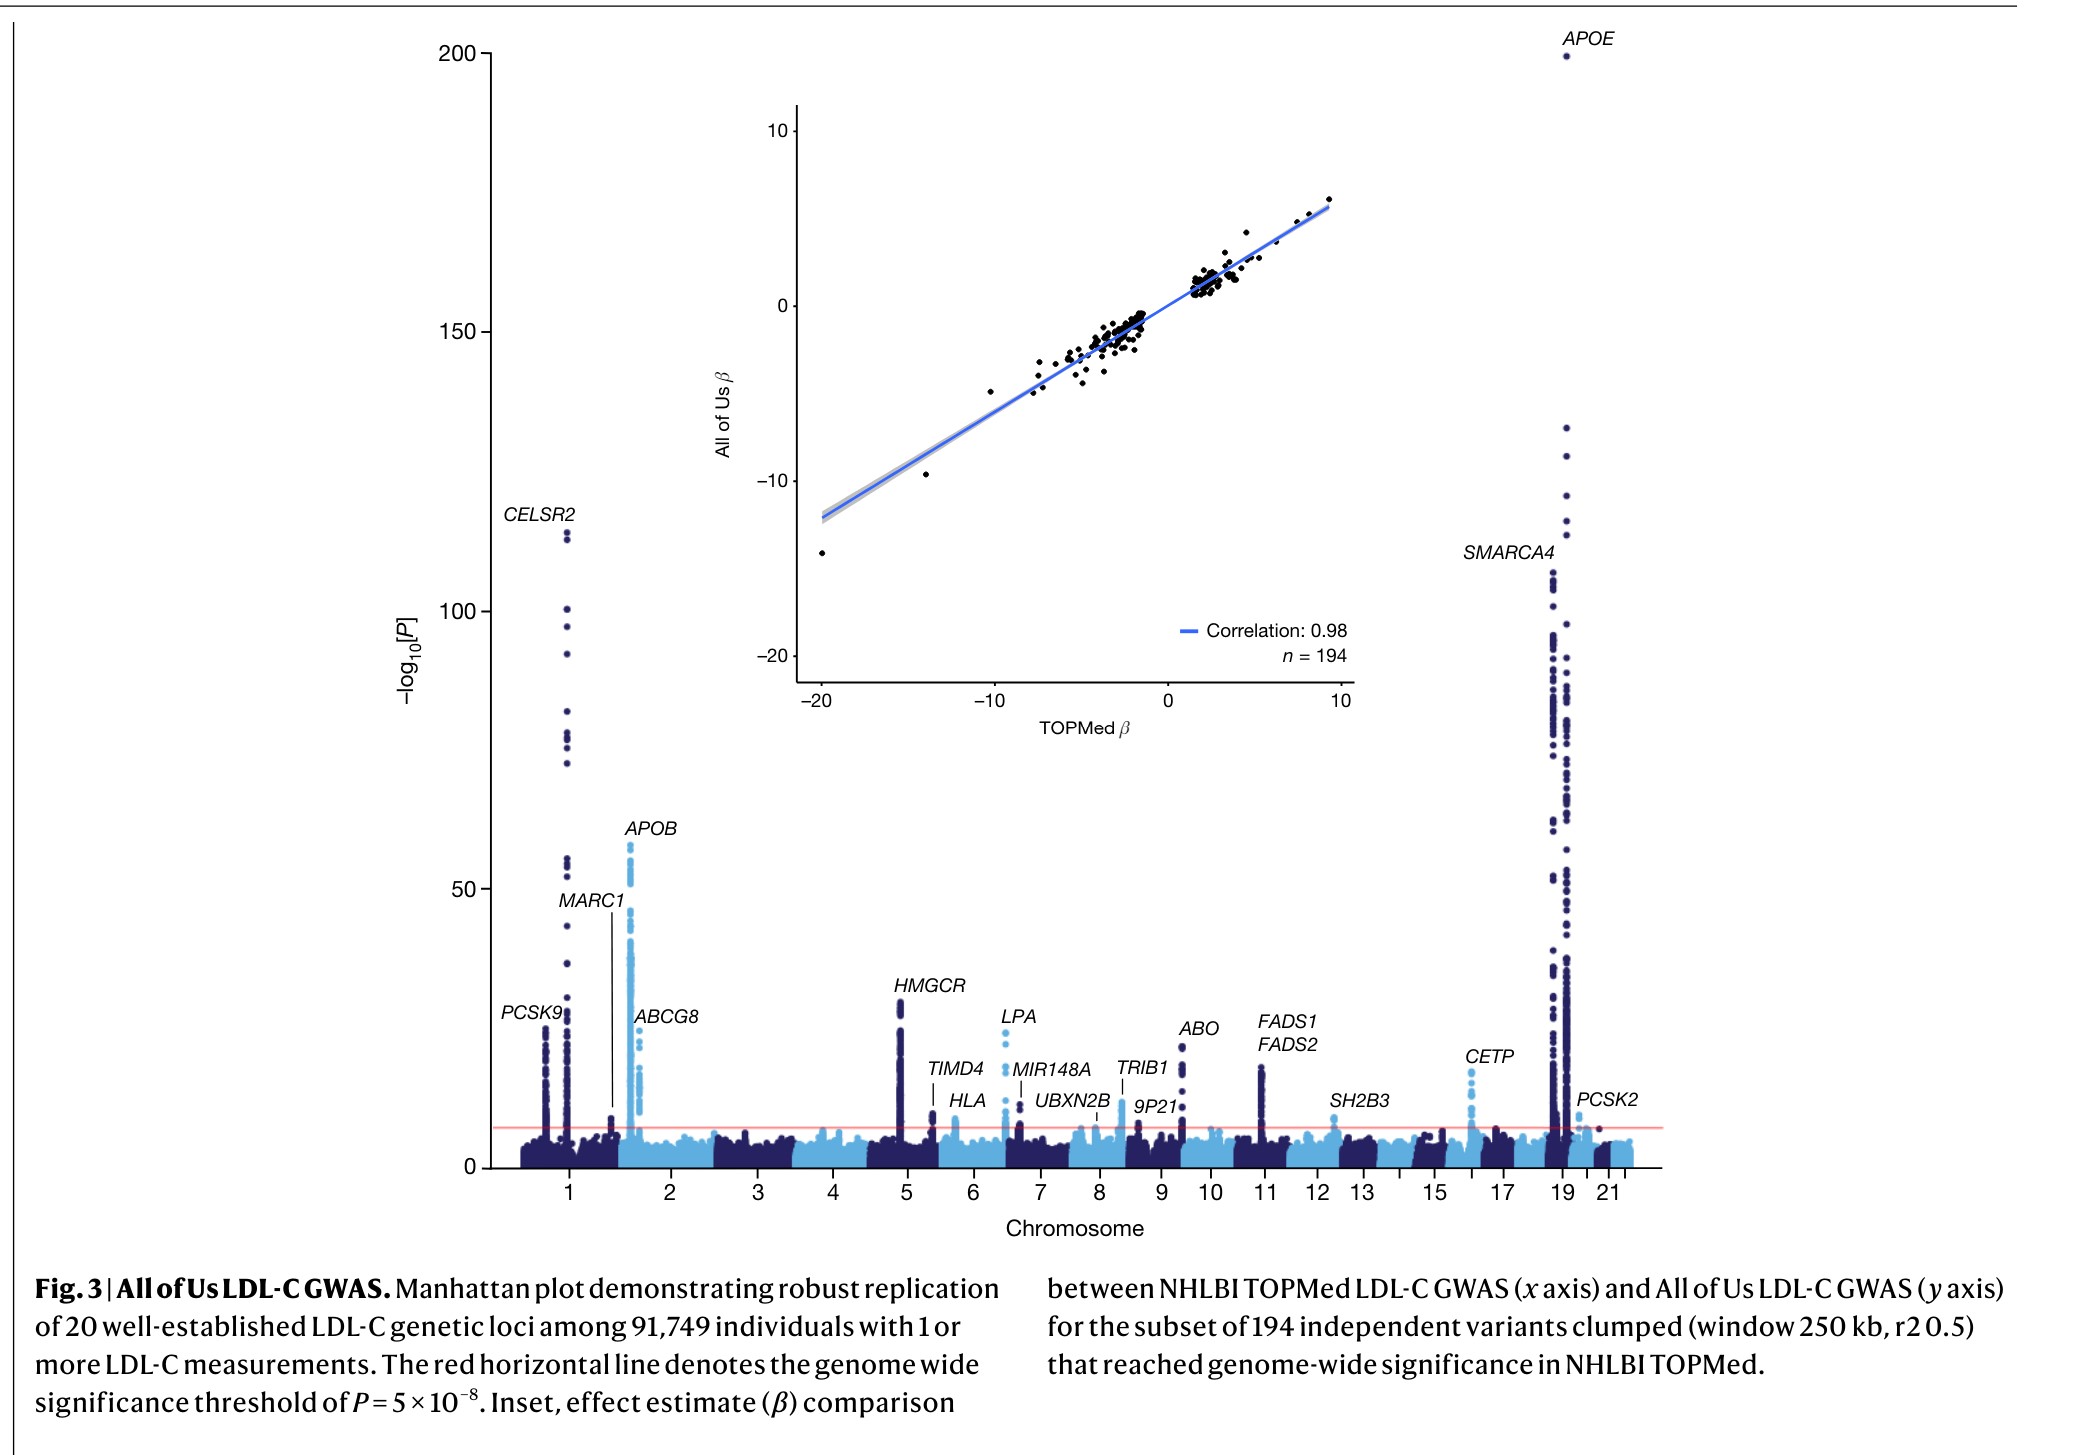 200
150
100
50
0
–log10[P]
APOE
CELSR2
SMARCA4
APOB
MARC1
PCSK9
ABCG8
HMGCR
LPA
ABO
FADS1
FADS2
CETP
TIMD4
MIR148A
TRIB1
HLA
UBXN2B
9P21
SH2B3
PCSK2
10
0
–10
–20
All of Us β
Correlation: 0.98
n = 194
–20 –10 0 10
TOPMed β
1 2 3 4 5 6 7 8 9 10 11 12 13 15 17 19 21
Chromosome
Fig. 3 | All of Us LDL-C GWAS. Manhattan plot demonstrating robust replication
of 20 well-established LDL-C genetic loci among 91,749 individuals with 1 or
more LDL-C measurements. The red horizontal line denotes the genome wide
significance threshold of P = 5 × 10−8. Inset, effect estimate (β) comparison
between NHLBI TOPMed LDL-C GWAS (x axis) and All of Us LDL-C GWAS (y axis)
for the subset of 194 independent variants clumped (window 250 kb, r2 0.5)
that reached genome-wide significance in NHLBI TOPMed.